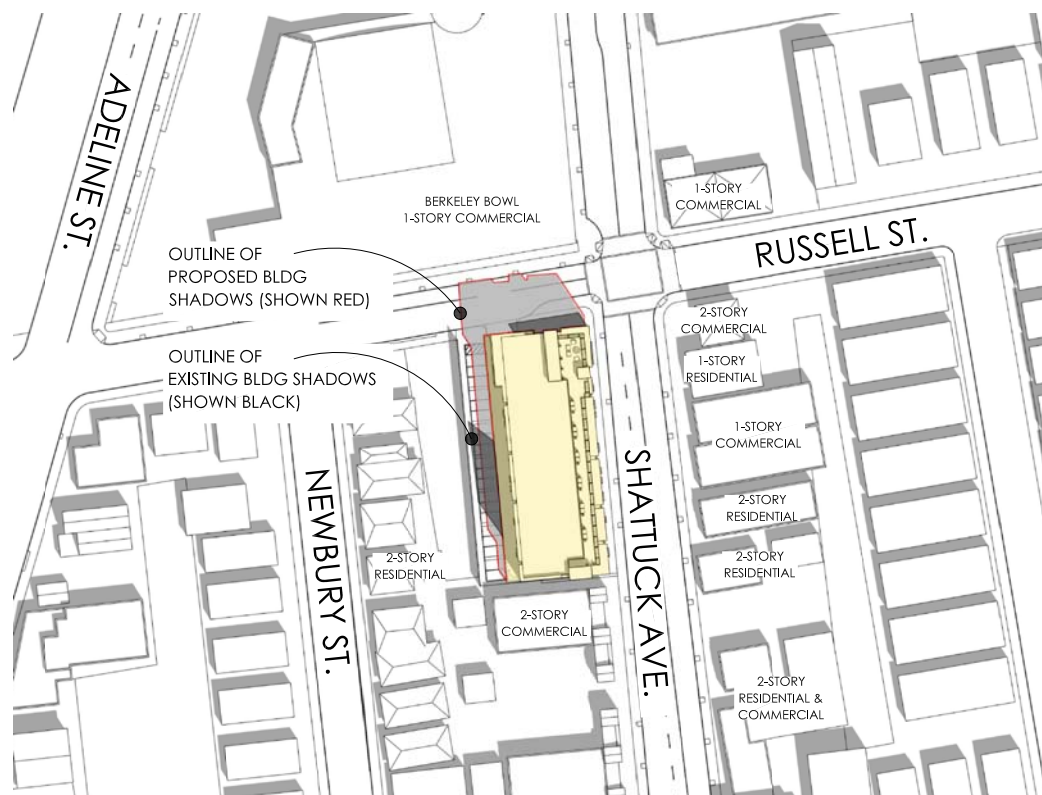 ADELINE ST.
BERKELEY BOWL
1-STORY COMMERCIAL
1-STORY
COMMERCIAL
RUSSELL ST.
OUTLINE OF
PROPOSED BLDG
SHADOWS (SHOWN RED)
OUTLINE OF
EXISTING BLDG SHADOWS
(SHOWN BLACK)
2-STORY
COMMERCIAL
1-STORY
RESIDENTIAL
1-STORY
COMMERCIAL
2-STORY
RESIDENTIAL
2-STORY
RESIDENTIAL
NEWBURY ST.
2-STORY
RESIDENTIAL
SHATTUCK AVE.
2-STORY
COMMERCIAL
2-STORY
RESIDENTIAL &
COMMERCIAL